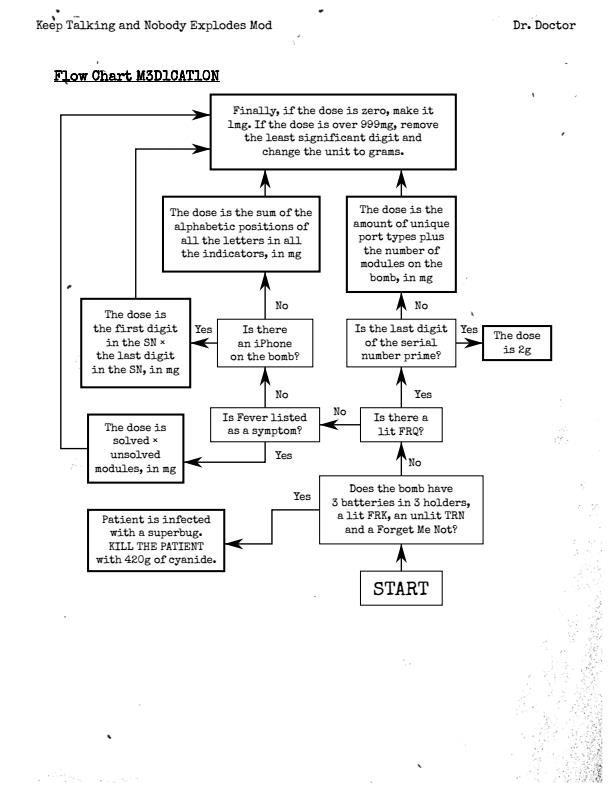 Keep Talking and Nobody Explodes Mod
Dr. Doctor
Flow Chart M3D1CAT10N
Finally, if the dose is zero, make it
1mg. If the dose is over 999mg, remove
the least significant digit and
change the unit to grams.
The dose is the sum of the
alphabetic positions of
all the letters in all
the indicators, in mg
The dose is the
amount of unique
port types plus
the number of
modules on the
bomb, in mg
No
No
The dose is
the first digit
in the SN ×
the last digit
in the SN, in mg
Yes
Is there
an iPhone
on the bomb?
Is the last digit
of the serial
number prime?
Yes
The dose
is 2g
No
Yes
The dose is
solved ×
unsolved
modules, in mg
Is Fever listed
as a symptom?
No
Is there a
lit FRQ?
Yes
No
Yes
Does the bomb have
3 batteries in 3 holders,
a lit FRK, an unlit TRN
and a Forget Me Not?
Patient is infected
with a superbug.
KILL THE PATIENT
with 420g of cyanide.
START